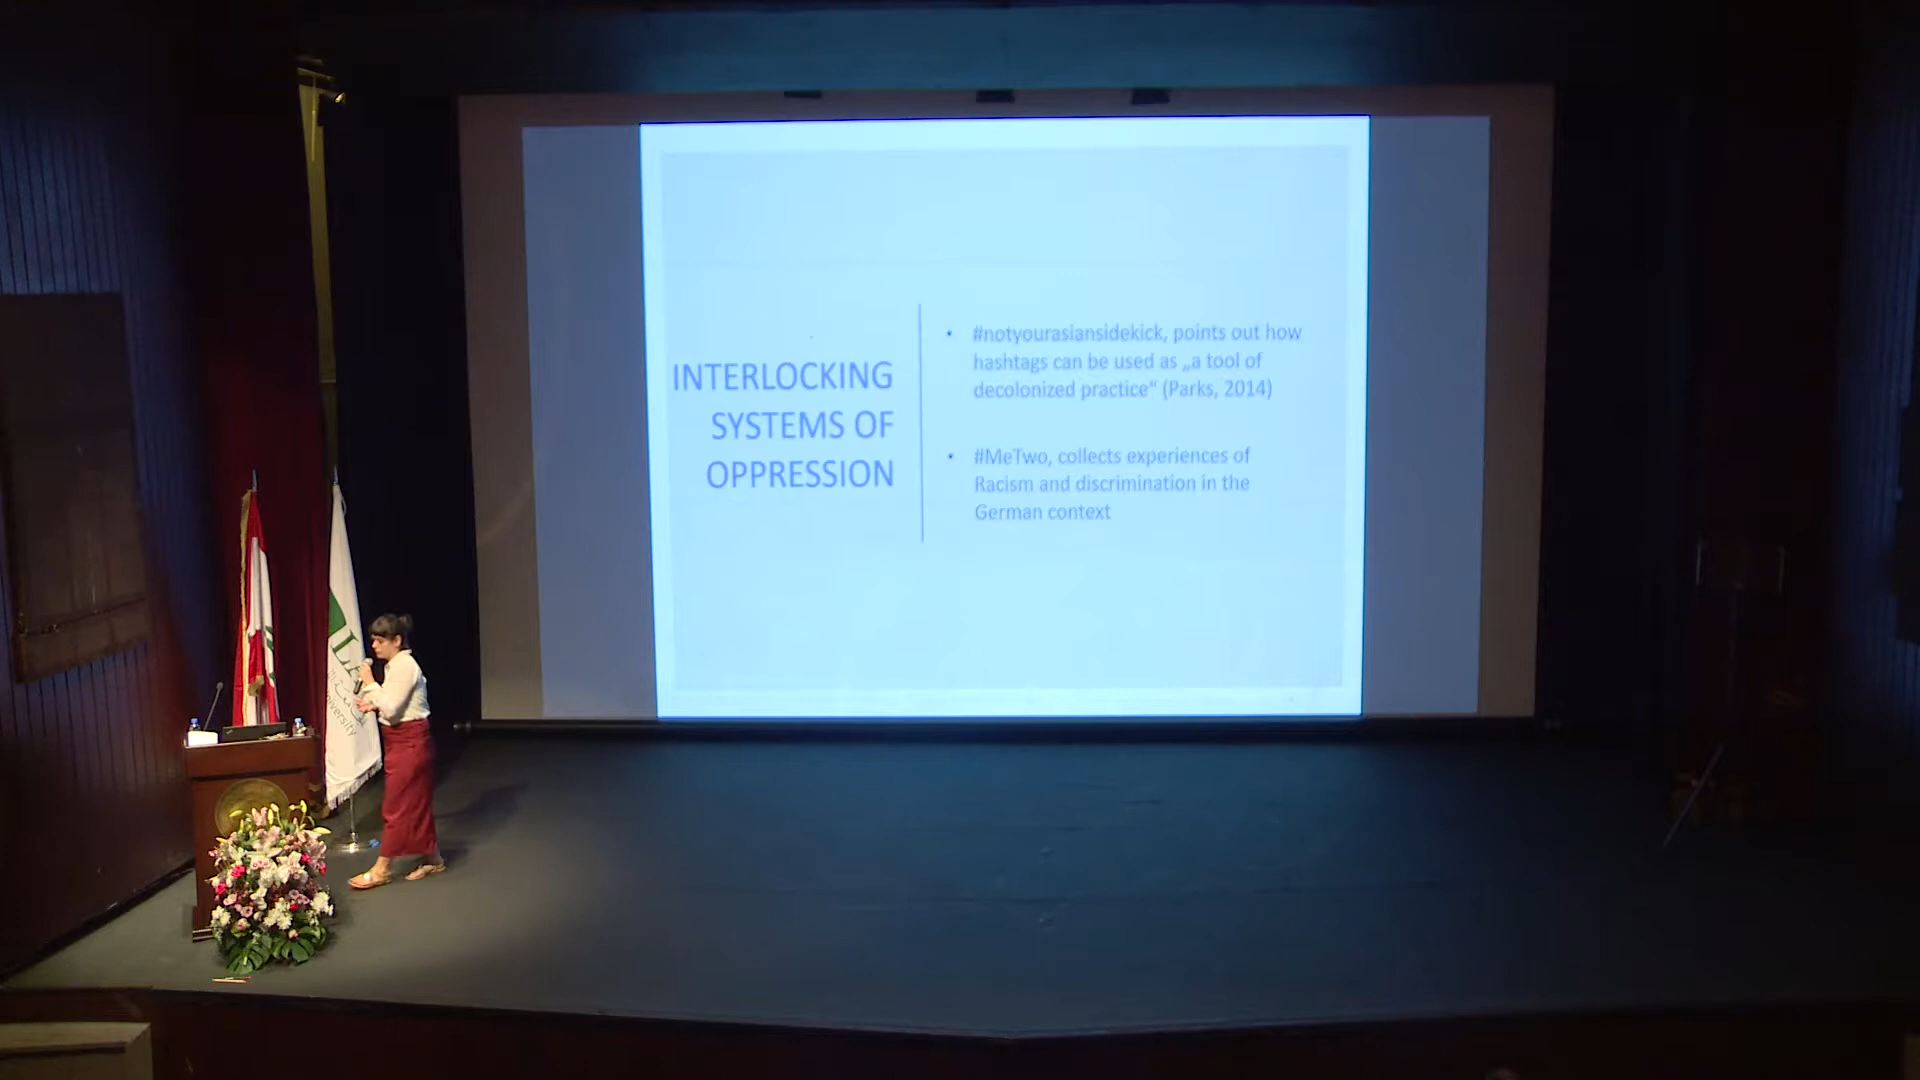 INTERLOCKING
SYSTEMS OF
OPPRESSION
• #notyourasiansidekick, points out how
hashtags can be used as „a tool of
decolonized practice“ (Parks, 2014)
• #MeTwo, collects experiences of
Racism and discrimination in the
German context
LA